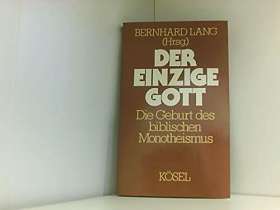 BERNHARD LANG
(Hrsg)
DER
EINZIGE
GOTT
Die Geburt des
biblischen
Monotheismus
KÖSEL